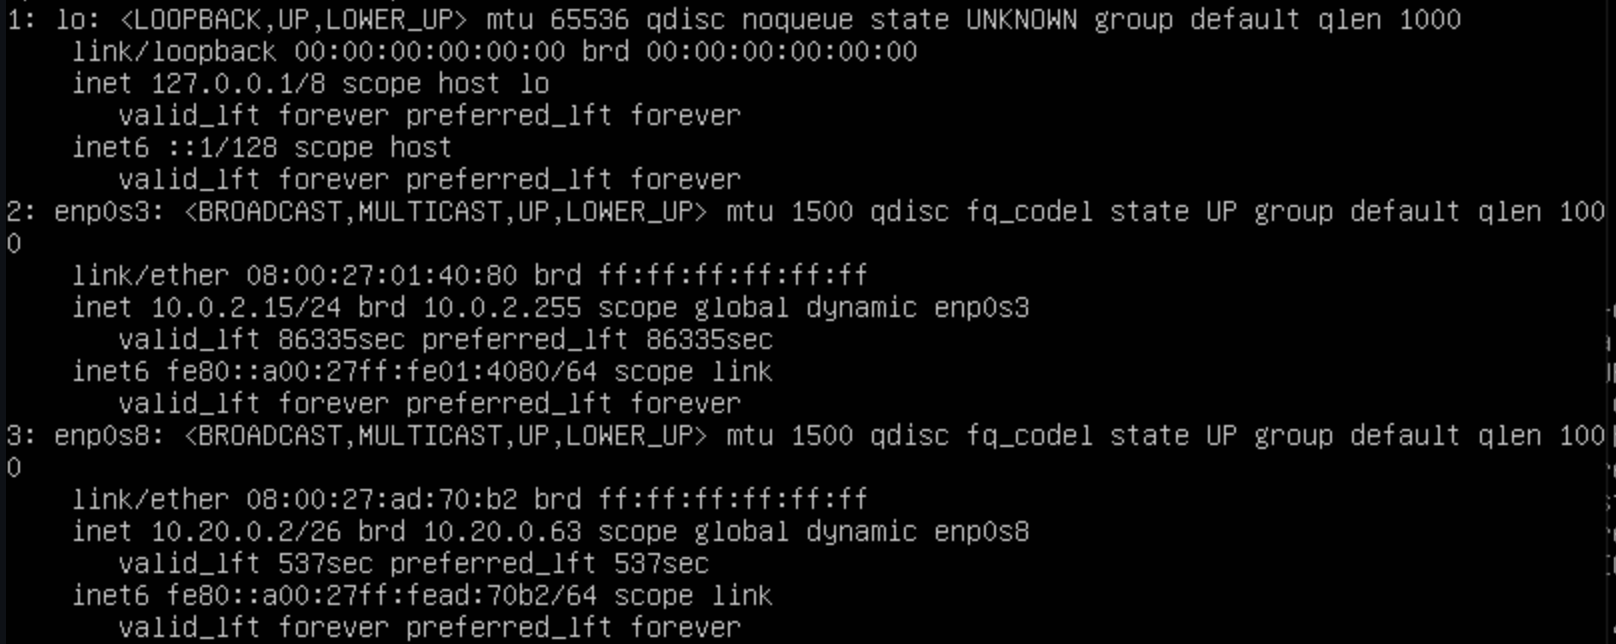 1: lo: <LOOPBACK,UP,LOWER_UP> mtu 65536 qdisc noqueue state UNKNOWN group default qlen 1000
    link/loopback 00:00:00:00:00:00 brd 00:00:00:00:00:00
    inet 127.0.0.1/8 scope host lo
       valid_lft forever preferred_lft forever
    inet6 ::1/128 scope host
       valid_lft forever preferred_lft forever
2: enp0s3: <BROADCAST,MULTICAST,UP,LOWER_UP> mtu 1500 qdisc fq_codel state UP group default qlen 100
0
    link/ether 08:00:27:01:40:80 brd ff:ff:ff:ff:ff:ff
    inet 10.0.2.15/24 brd 10.0.2.255 scope global dynamic enp0s3
       valid_lft 86335sec preferred_lft 86335sec
    inet6 fe80::a00:27ff:fe01:4080/64 scope link
       valid_lft forever preferred_lft forever
3: enp0s8: <BROADCAST,MULTICAST,UP,LOWER_UP> mtu 1500 qdisc fq_codel state UP group default qlen 100
0
    link/ether 08:00:27:ad:70:b2 brd ff:ff:ff:ff:ff:ff
    inet 10.20.0.2/26 brd 10.20.0.63 scope global dynamic enp0s8
       valid_lft 537sec preferred_lft 537sec
    inet6 fe80::a00:27ff:fead:70b2/64 scope link
       valid_lft forever preferred_lft forever